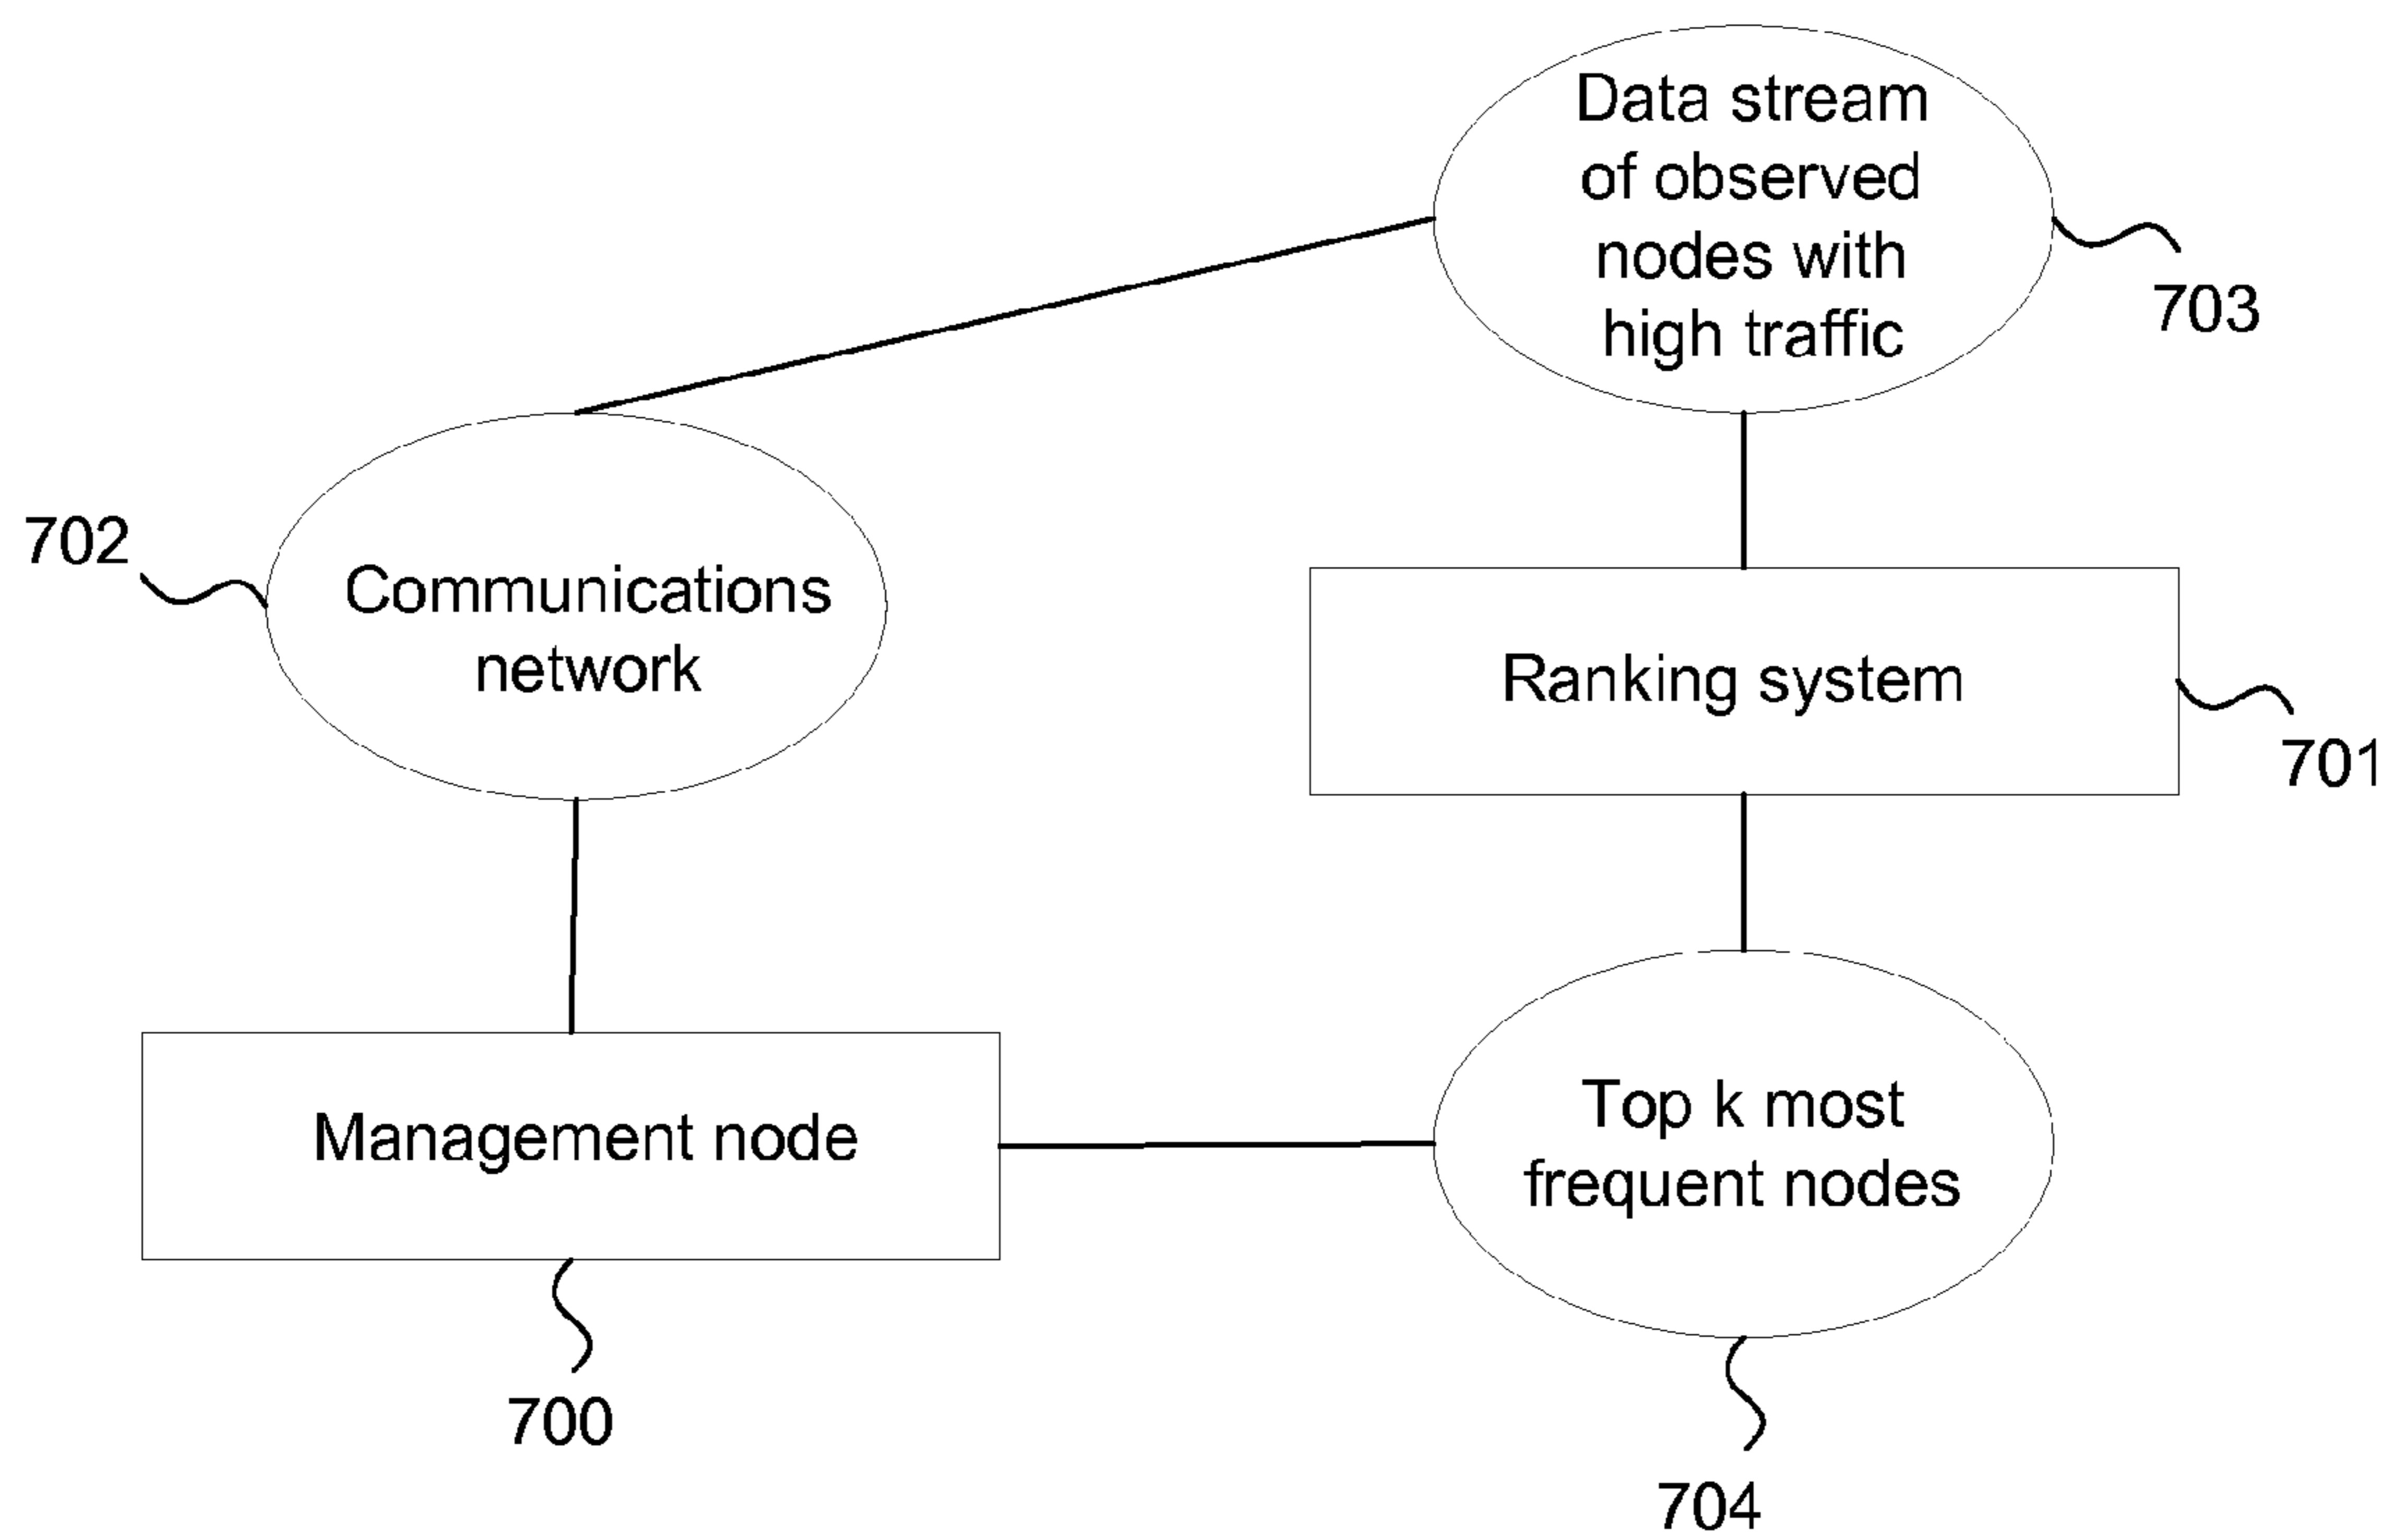 Data stream
of observed
nodes with
high traffic
703
702
Communications
network
Ranking system
701
Management node
700
Top k most
frequent nodes
704